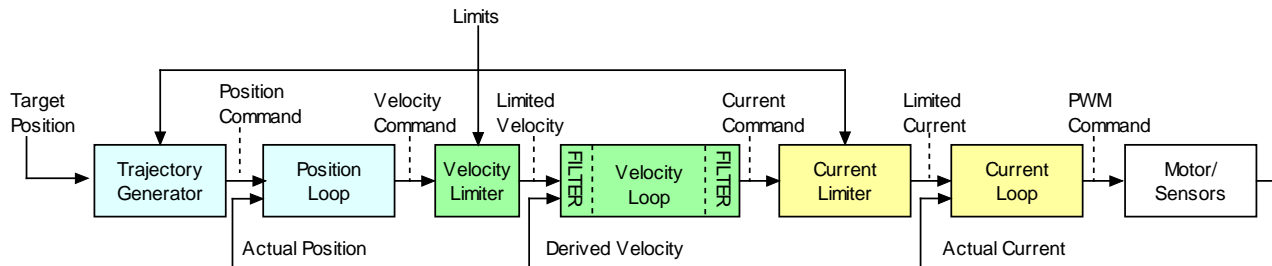 Limits
Target
Position
Position
Command
Velocity
Command
Limited
Velocity
Current
Command
Limited
Current
PWM
Command
Trajectory
Generator
Position
Loop
Velocity
Limiter
FILTER
Velocity
Loop
FILTER
Current
Limiter
Current
Loop
Motor/
Sensors
Actual Position
Derived Velocity
Actual Current